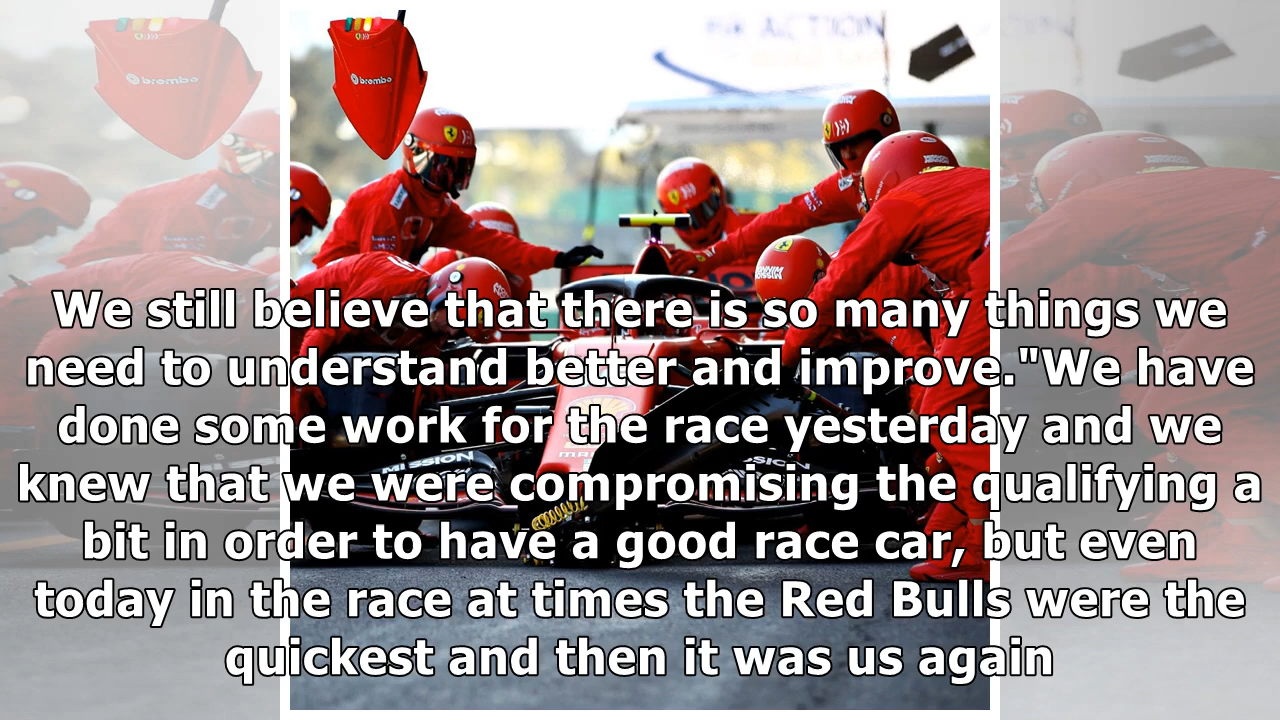 brembo
brembo
We still believe that there is so many things we
need to understand better and improve."We have
done some work for the race yesterday and we
knew that we were compromising the qualifying a
bit in order to have a good race car, but even
today in the race at times the Red Bulls were the
quickest and then it was us again
MISSION